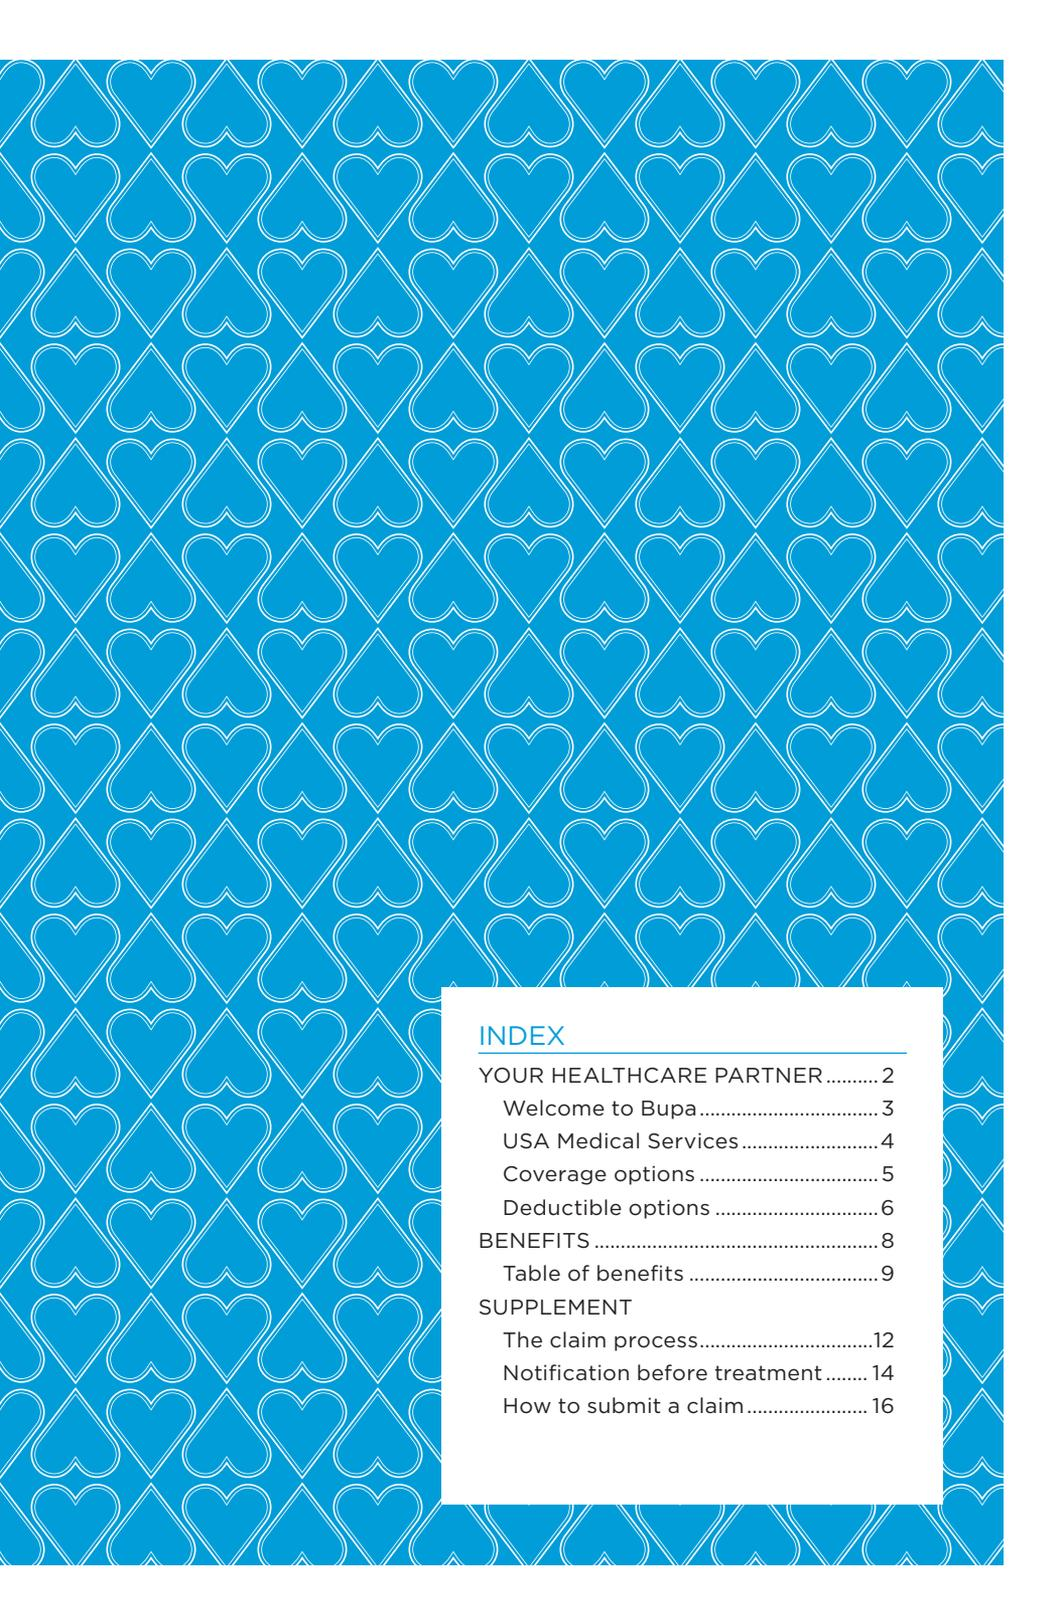 INDEX
YOUR HEALTHCARE PARTNER..........2
Welcome to Bupa..................................3
USA Medical Services..........................4
Coverage options ..................................5
Deductible options ...............................6
BENEFITS ......................................................8
Table of benefits ....................................9
SUPPLEMENT
The claim process.................................12
Notification before treatment........ 14
How to submit a claim....................... 16